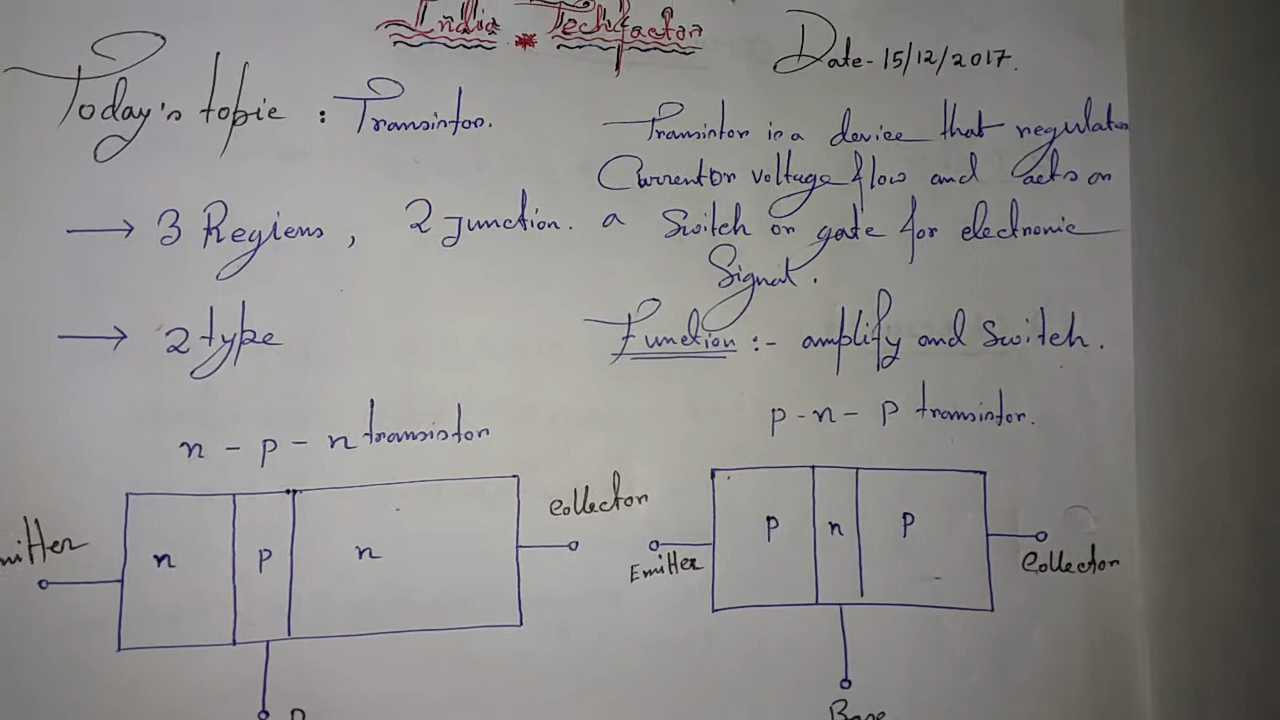 India * Techfactor
Date-15/12/2017.
Today's topic : Transistor.
Transistor is a device that regulates
Current or voltage flow and acts as
a Switch or gate for electronic
Signal.
→ 3 Regions, 2 Junction.
→ 2 type
Function :- amplify and Switch.
n - p - n transistor
p - n - p transistor.
mitter
n
p
n
Collector
Emitter
p
n
p
Collector
Base